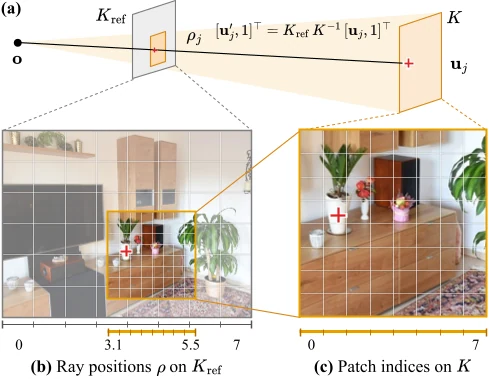 (a)
K_ref
ρ_j [u′_j, 1]^⊤ = K_ref K^{-1} [u_j, 1]^⊤
K
o
u_j
0 3.1 5.5 7
0 7
(b) Ray positions ρ on K_ref
(c) Patch indices on K